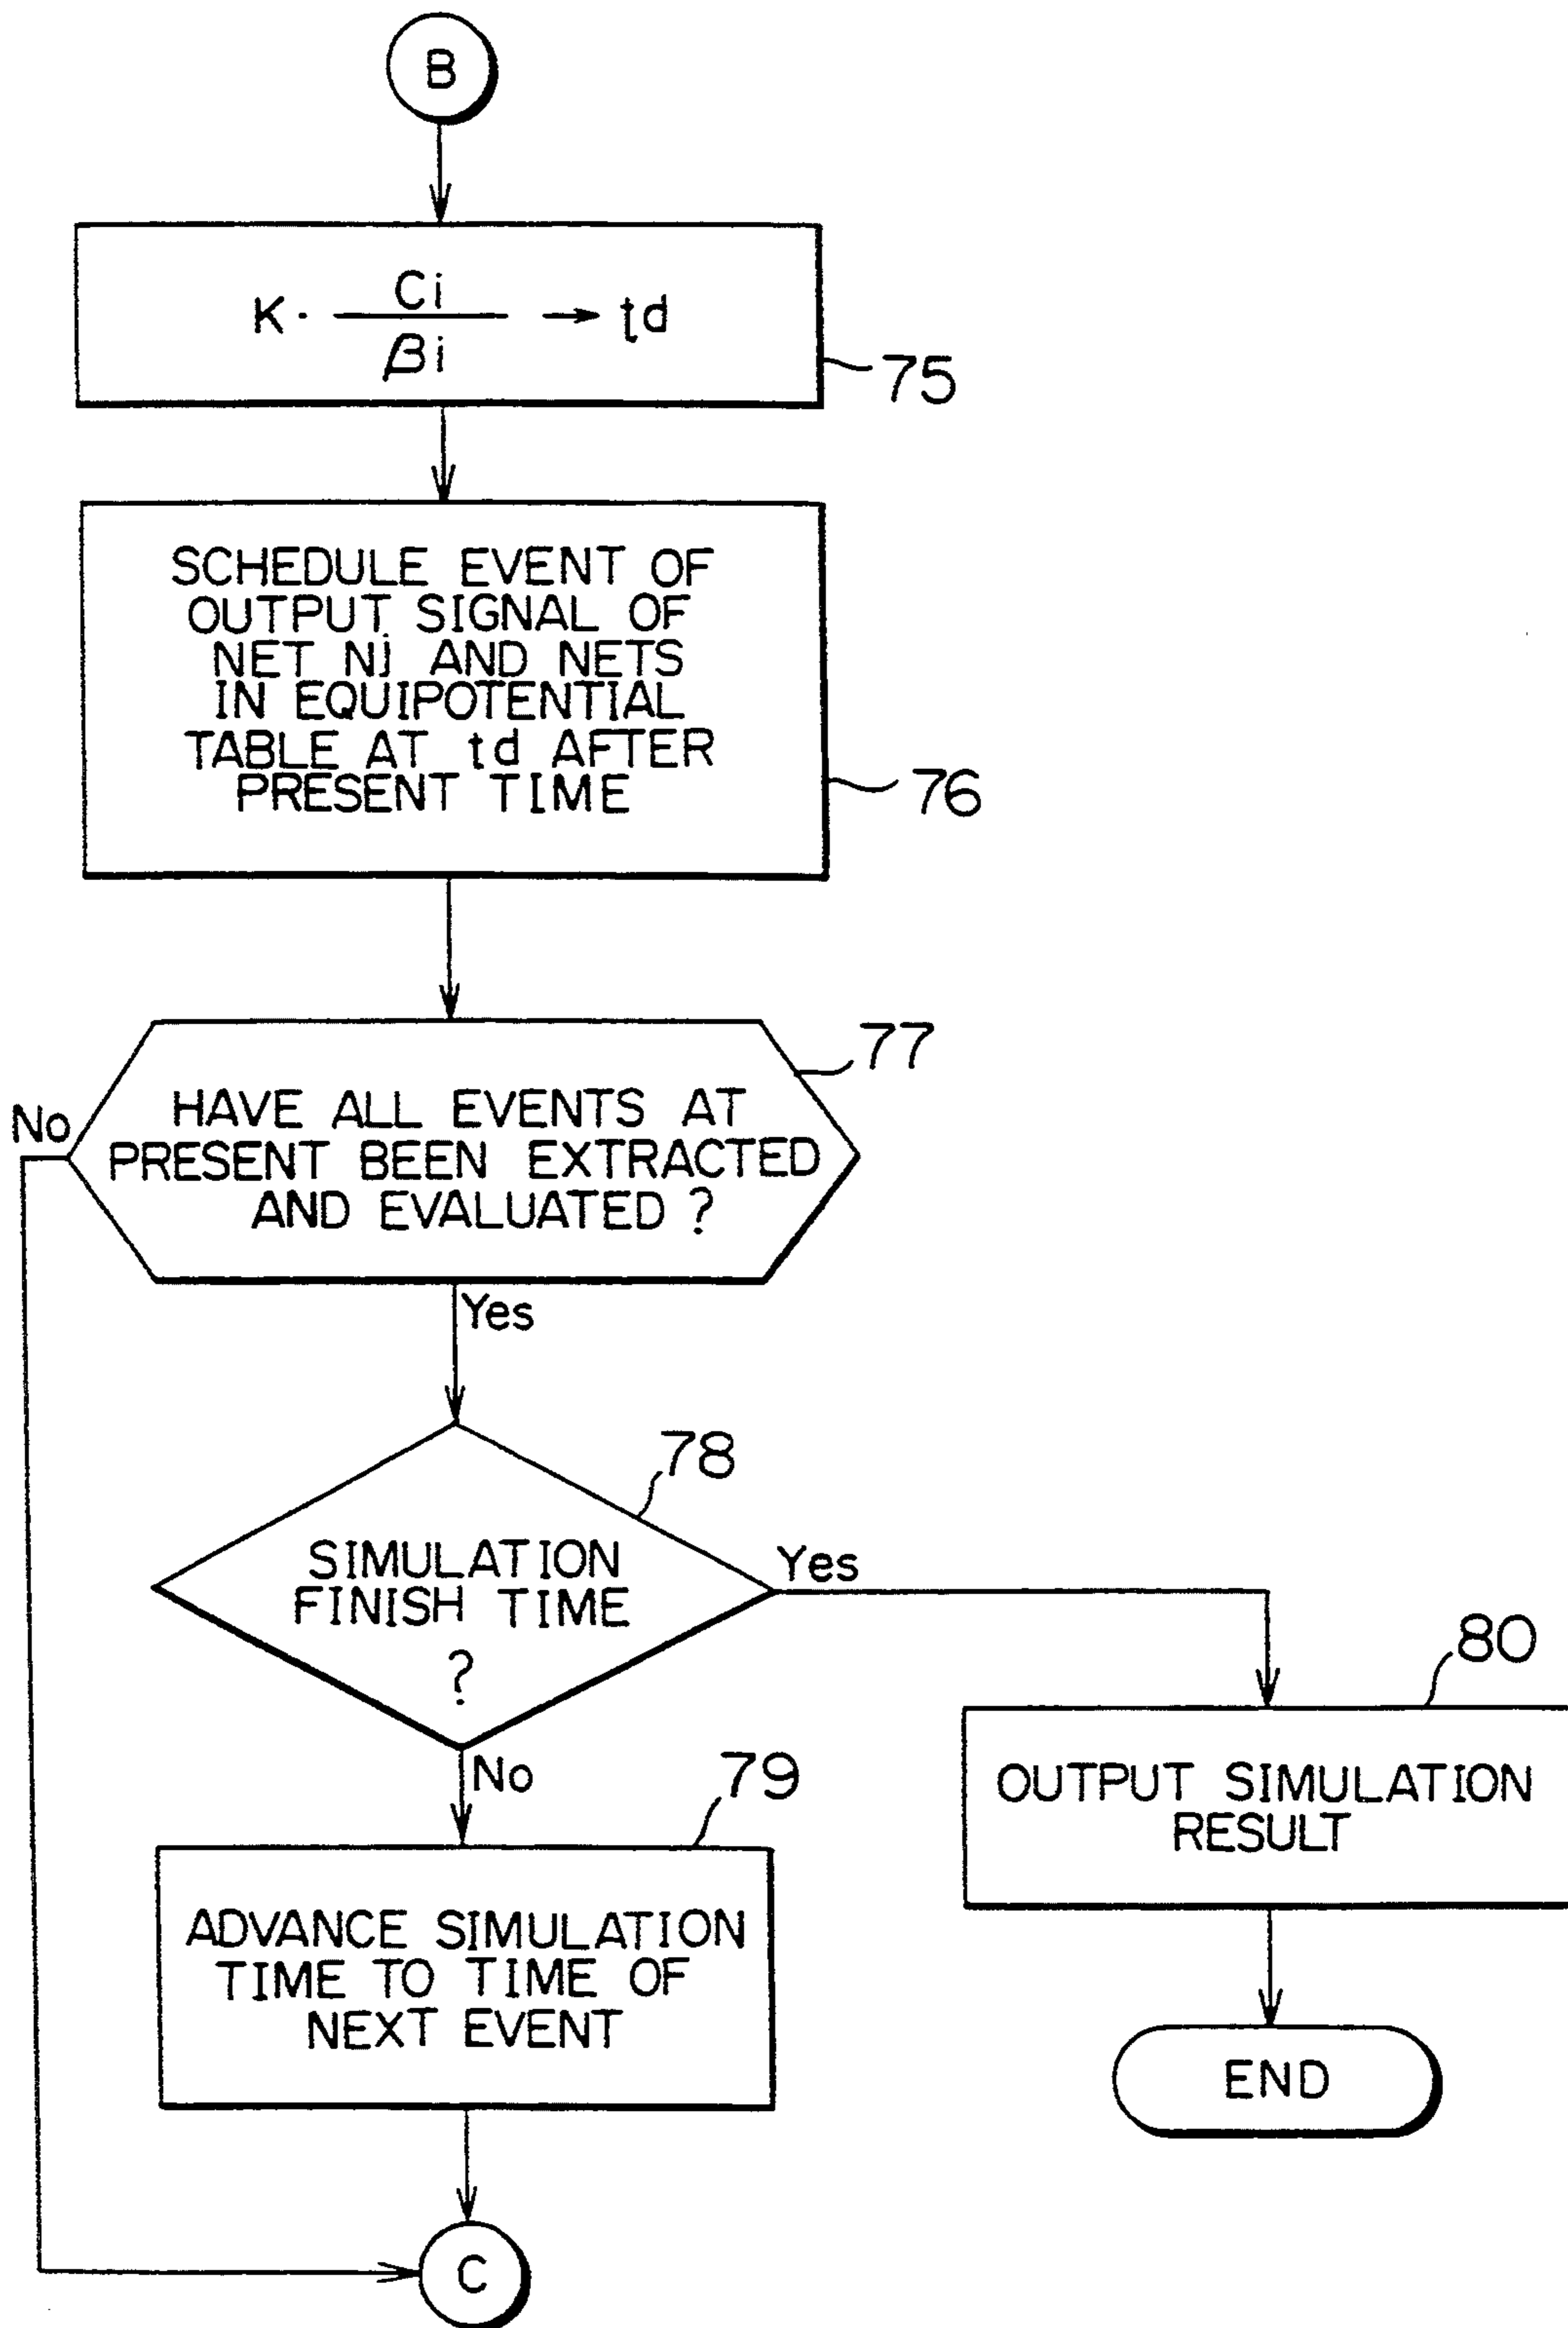 B
K · Ci / βi → td
75
SCHEDULE EVENT OF
OUTPUT SIGNAL OF
NET Nj AND NETS
IN EQUIPOTENTIAL
TABLE AT td AFTER
PRESENT TIME
76
77
HAVE ALL EVENTS AT
PRESENT BEEN EXTRACTED
AND EVALUATED ?
No
Yes
78
SIMULATION
FINISH TIME
?
Yes
No
79
ADVANCE SIMULATION
TIME TO TIME OF
NEXT EVENT
80
OUTPUT SIMULATION
RESULT
END
C